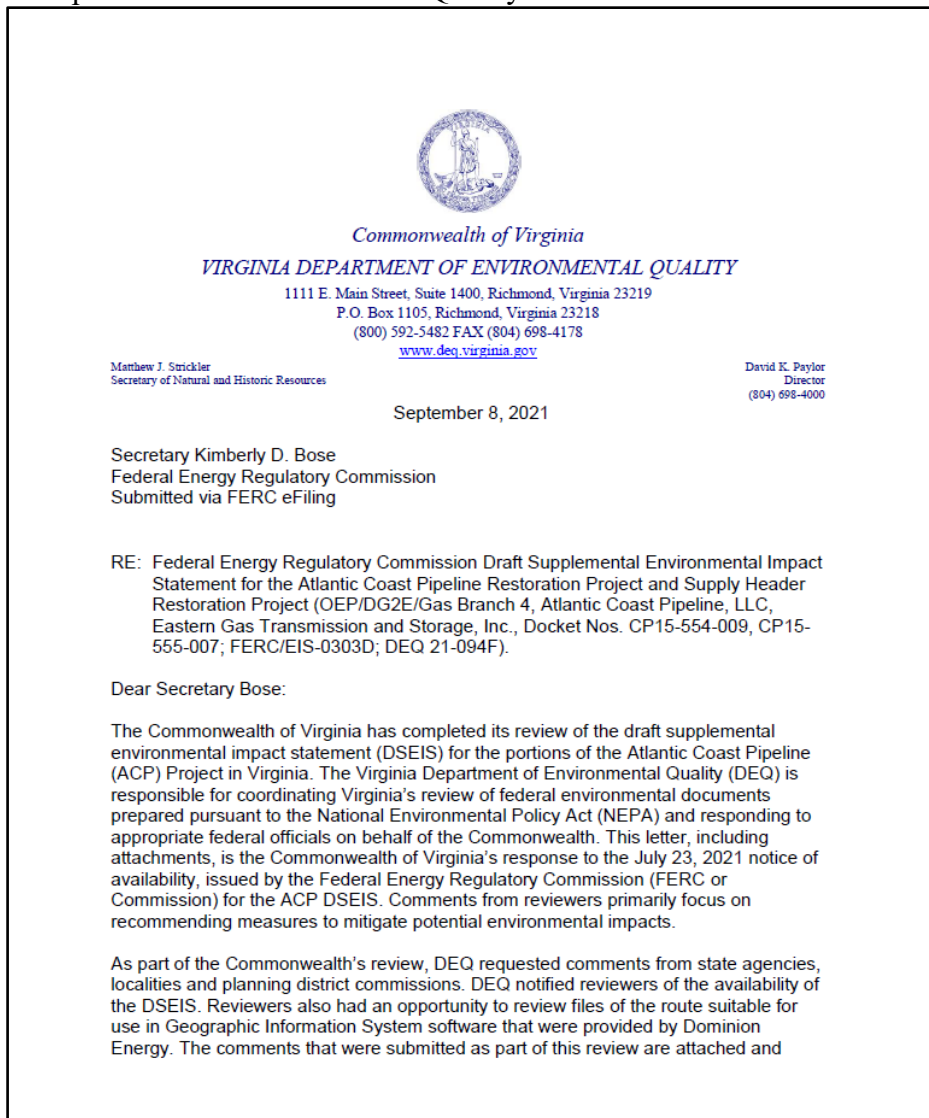 Commonwealth of Virginia
VIRGINIA DEPARTMENT OF ENVIRONMENTAL QUALITY
1111 E. Main Street, Suite 1400, Richmond, Virginia 23219
P.O. Box 1105, Richmond, Virginia 23218
(800) 592-5482 FAX (804) 698-4178
www.deq.virginia.gov
Matthew J. Strickler
Secretary of Natural and Historic Resources
David K. Paylor
Director
(804) 698-4000
September 8, 2021
Secretary Kimberly D. Bose
Federal Energy Regulatory Commission
Submitted via FERC eFiling
RE: Federal Energy Regulatory Commission Draft Supplemental Environmental Impact
Statement for the Atlantic Coast Pipeline Restoration Project and Supply Header
Restoration Project (OEP/DG2E/Gas Branch 4, Atlantic Coast Pipeline, LLC,
Eastern Gas Transmission and Storage, Inc., Docket Nos. CP15-554-009, CP15-
555-007; FERC/EIS-0303D; DEQ 21-094F).
Dear Secretary Bose:
The Commonwealth of Virginia has completed its review of the draft supplemental
environmental impact statement (DSEIS) for the portions of the Atlantic Coast Pipeline
(ACP) Project in Virginia. The Virginia Department of Environmental Quality (DEQ) is
responsible for coordinating Virginia's review of federal environmental documents
prepared pursuant to the National Environmental Policy Act (NEPA) and responding to
appropriate federal officials on behalf of the Commonwealth. This letter, including
attachments, is the Commonwealth of Virginia's response to the July 23, 2021 notice of
availability, issued by the Federal Energy Regulatory Commission (FERC or
Commission) for the ACP DSEIS. Comments from reviewers primarily focus on
recommending measures to mitigate potential environmental impacts.
As part of the Commonwealth's review, DEQ requested comments from state agencies,
localities and planning district commissions. DEQ notified reviewers of the availability of
the DSEIS. Reviewers also had an opportunity to review files of the route suitable for
use in Geographic Information System software that were provided by Dominion
Energy. The comments that were submitted as part of this review are attached and